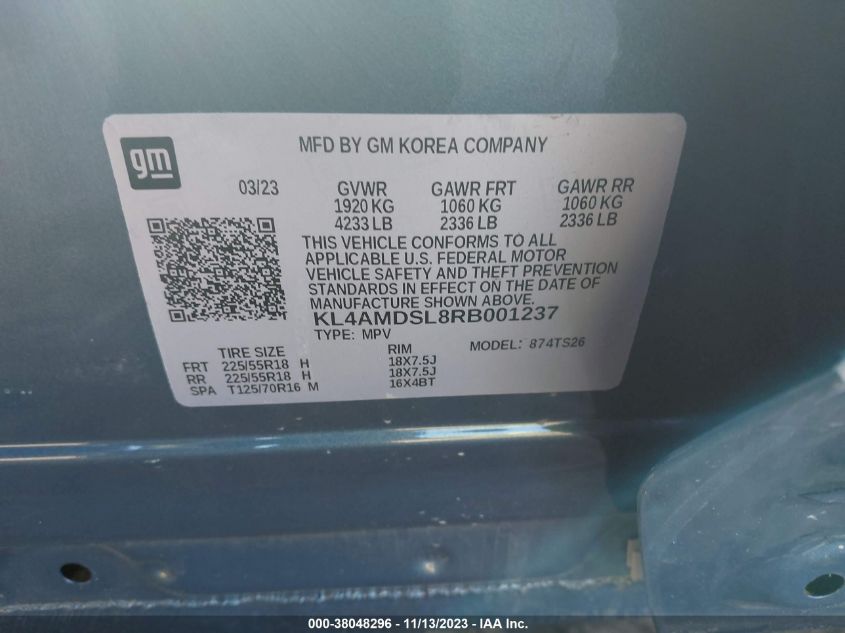 gm
MFD BY GM KOREA COMPANY
03/23 GVWR GAWR FRT GAWR RR
1920 KG 1060 KG 1060 KG
4233 LB 2336 LB 2336 LB
THIS VEHICLE CONFORMS TO ALL
APPLICABLE U.S. FEDERAL MOTOR
VEHICLE SAFETY AND THEFT PREVENTION
STANDARDS IN EFFECT ON THE DATE OF
MANUFACTURE SHOWN ABOVE.
KL4AMDSL8RB001237
TYPE: MPV MODEL: 874TS26
TIRE SIZE RIM
FRT 225/55R18 H 18X7.5J
RR 225/55R18 H 18X7.5J
SPA T125/70R16 M 16X4BT
000-38048296 - 11/13/2023 - IAA Inc.